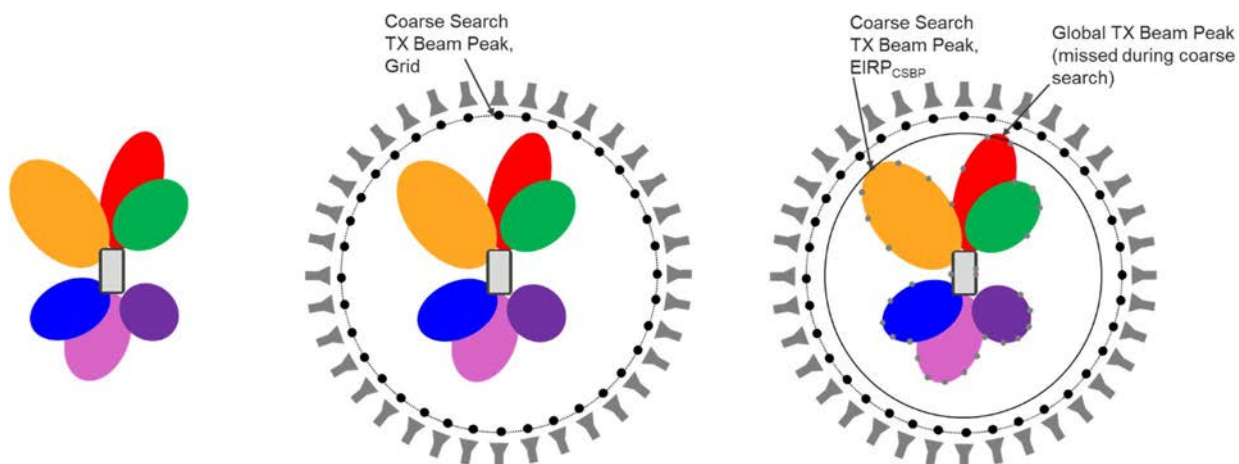 Coarse Search
TX Beam Peak,
Grid
Coarse Search
TX Beam Peak,
EIRP_CSBP
Global TX Beam Peak
(missed during coarse
search)